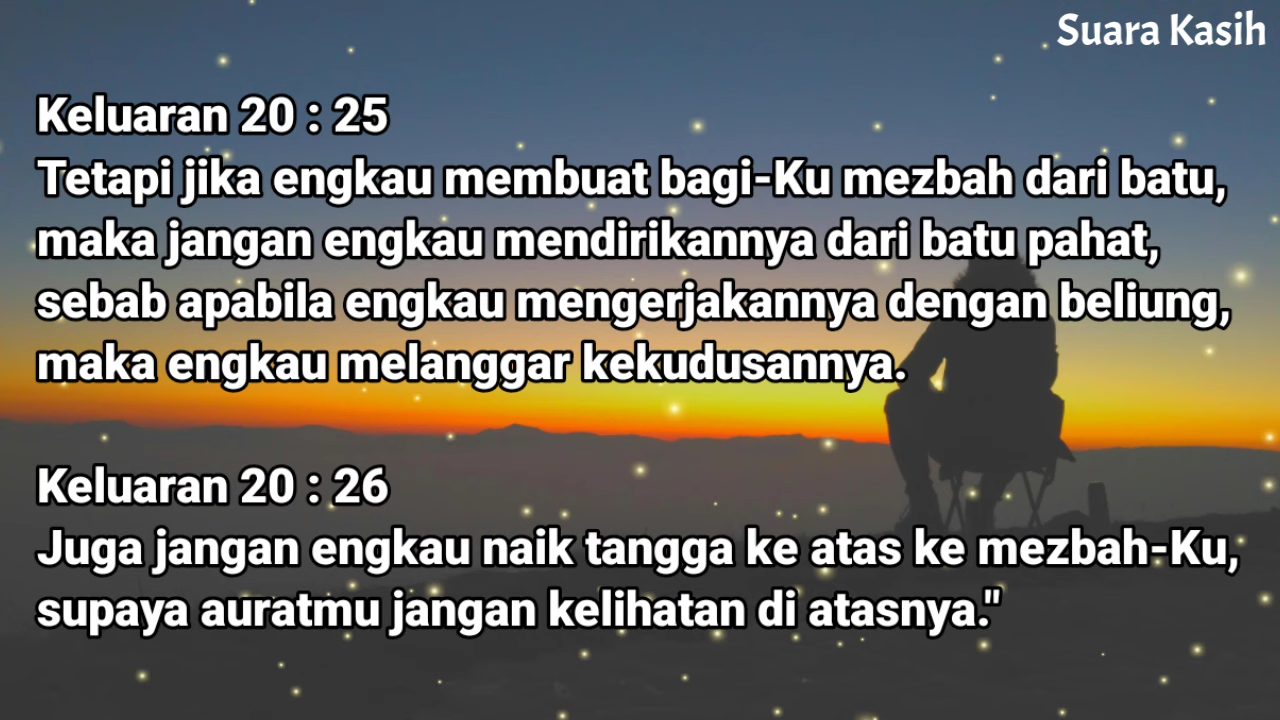 Suara Kasih
Keluaran 20 : 25
Tetapi jika engkau membuat bagi-Ku mezbah dari batu,
maka jangan engkau mendirikannya dari batu pahat,
sebab apabila engkau mengerjakannya dengan beliung,
maka engkau melanggar kekudusannya.
Keluaran 20 : 26
Juga jangan engkau naik tangga ke atas ke mezbah-Ku,
supaya auratmu jangan kelihatan di atasnya."